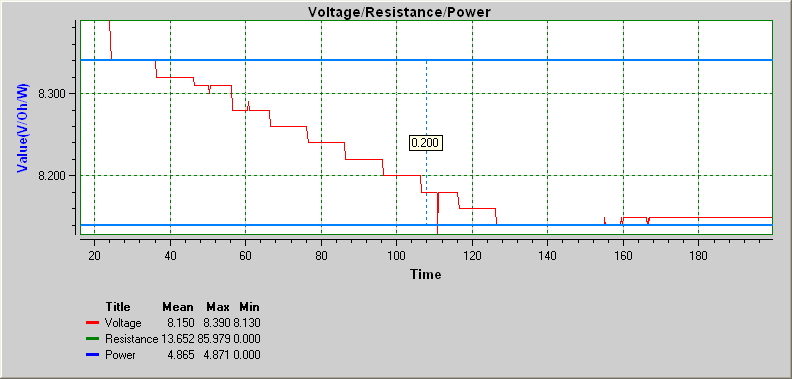 Voltage/Resistance/Power
Value(V/Oh/W)
8.300
8.200
0.200
20 40 60 80 100 120 140 160 180
Time
Title Mean Max Min
Voltage 8.150 8.390 8.130
Resistance 13.652 85.979 0.000
Power 4.865 4.871 0.000